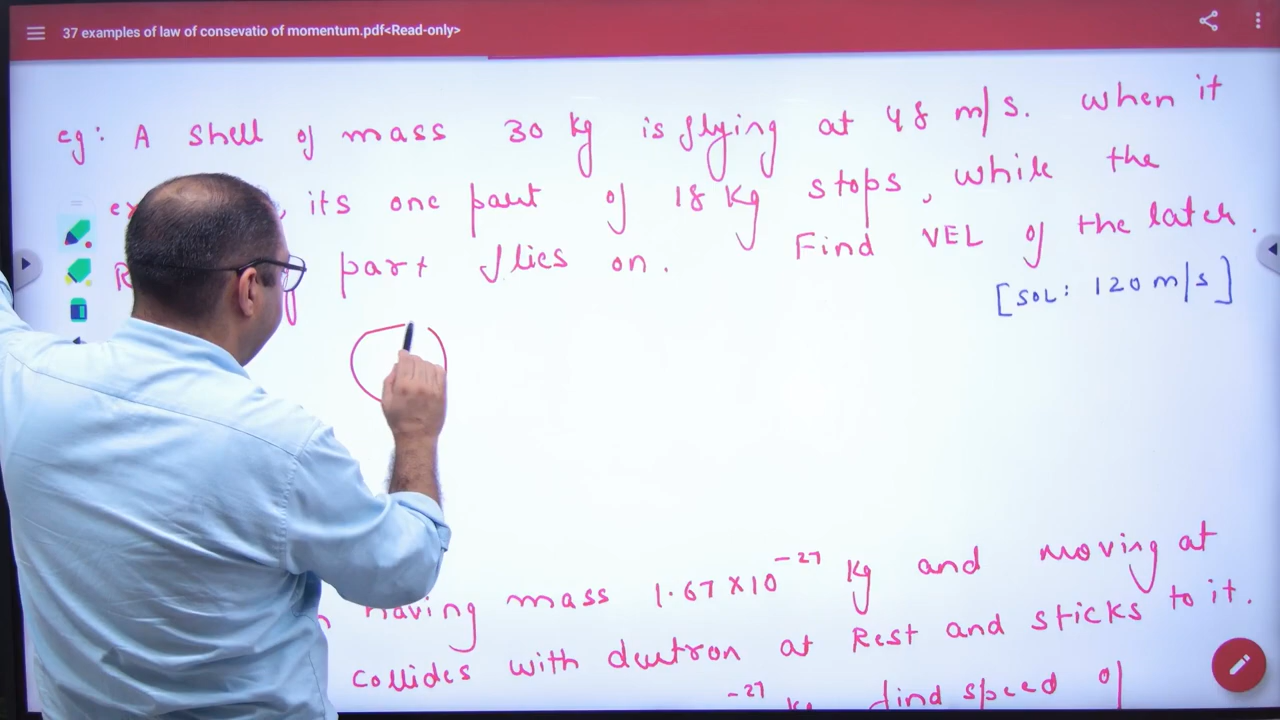 37 examples of law of consevatio of momentum.pdf<Read-only>
eg: A shell of mass 30 kg is flying at 48 m/s. when it
its one part of 18 kg stops, while the
part flies on. Find VEL of the later.
[SOL: 120 m/s]
having mass 1.67×10⁻²⁷ kg and moving at
collides with deutron at Rest and sticks to it.
⁻²⁷ kg find speed of